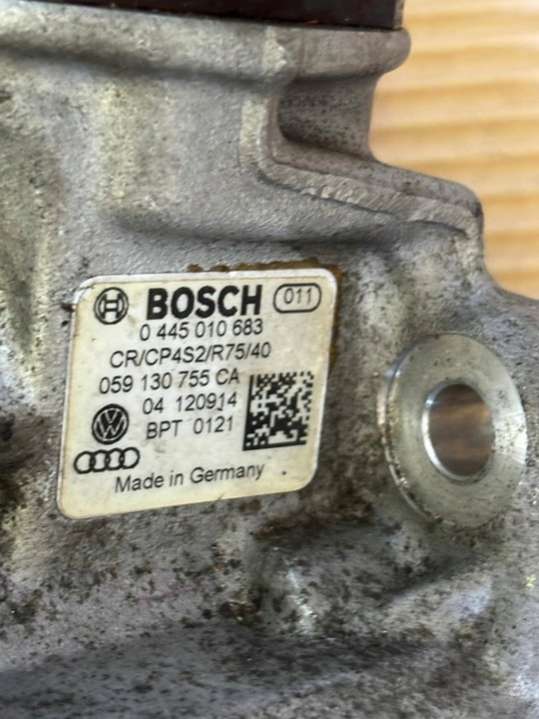 BOSCH 011
0 445 010 683
CR/CP4S2/R75/40
059 130 755 CA
04 120914
BPT 0121
Made in Germany